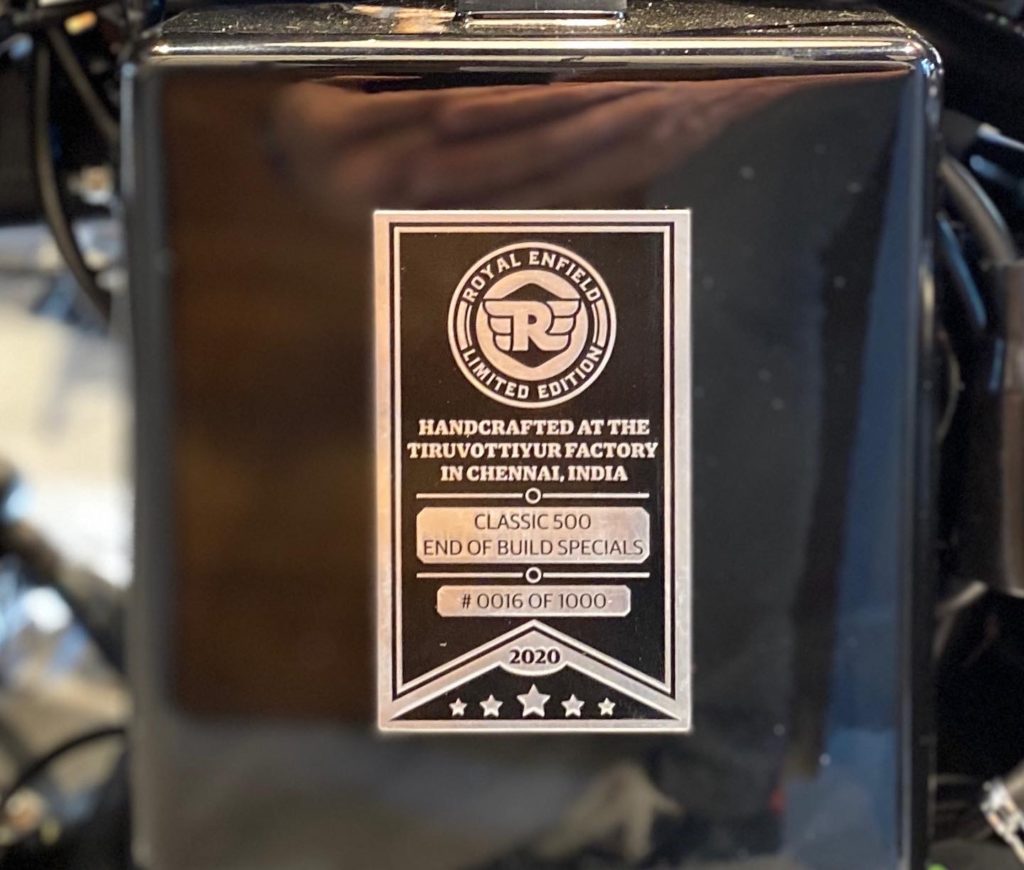 ROYAL ENFIELD
R
LIMITED EDITION
HANDCRAFTED AT THE
TIRUVOTTIYUR FACTORY
IN CHENNAI, INDIA
CLASSIC 500
END OF BUILD SPECIALS
# 0016 OF 1000
2020